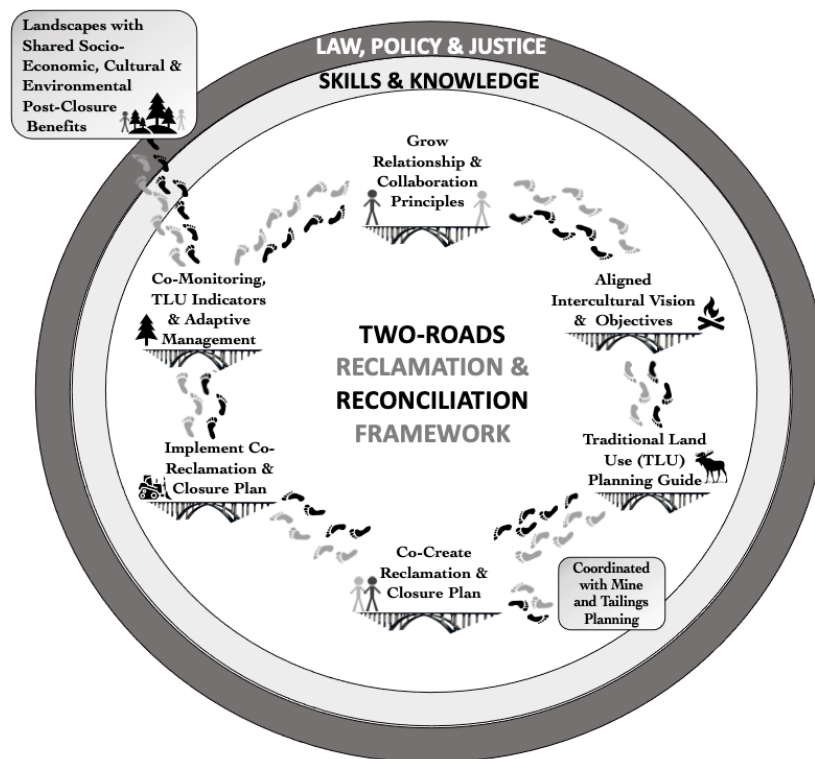 Landscapes with
Shared Socio-
Economic, Cultural &
Environmental
Post-Closure
Benefits
LAW, POLICY & JUSTICE
SKILLS & KNOWLEDGE
Grow
Relationship &
Collaboration
Principles
Aligned
Intercultural Vision
& Objectives
Traditional Land
Use (TLU)
Planning Guide
Coordinated
with Mine
and Tailings
Planning
Co-Create
Reclamation &
Closure Plan
Implement Co-
Reclamation &
Closure Plan
Co-Monitoring,
TLU Indicators
& Adaptive
Management
TWO-ROADS
RECLAMATION &
RECONCILIATION
FRAMEWORK